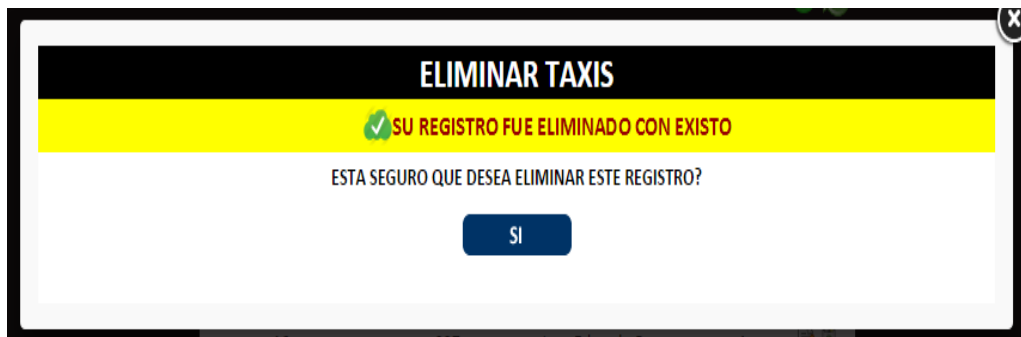 X
ELIMINAR TAXIS
SU REGISTRO FUE ELIMINADO CON EXISTO
ESTA SEGURO QUE DESEA ELIMINAR ESTE REGISTRO?
SI